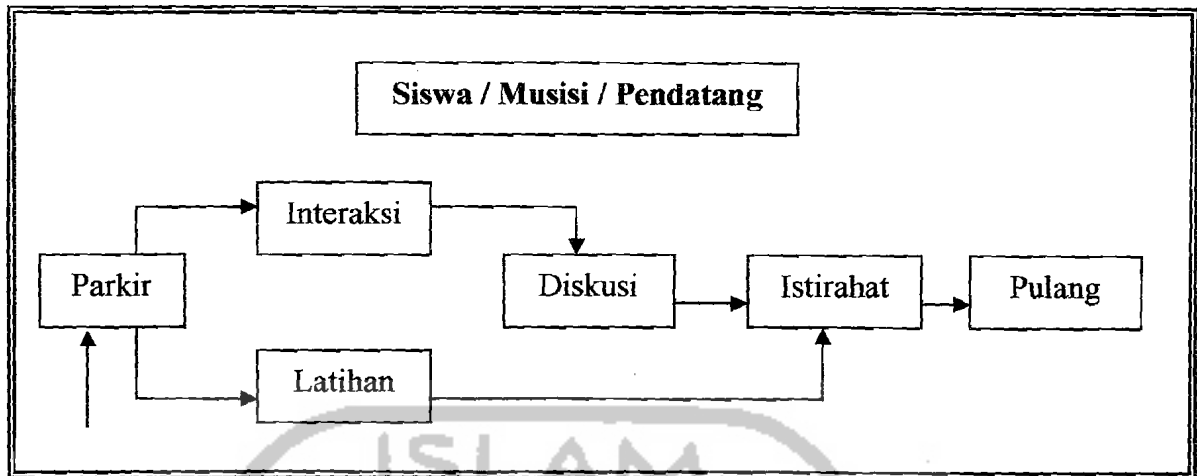 Siswa / Musisi / Pendatang
Interaksi
Parkir
Diskusi
Istirahat
Pulang
Latihan
ISLAM